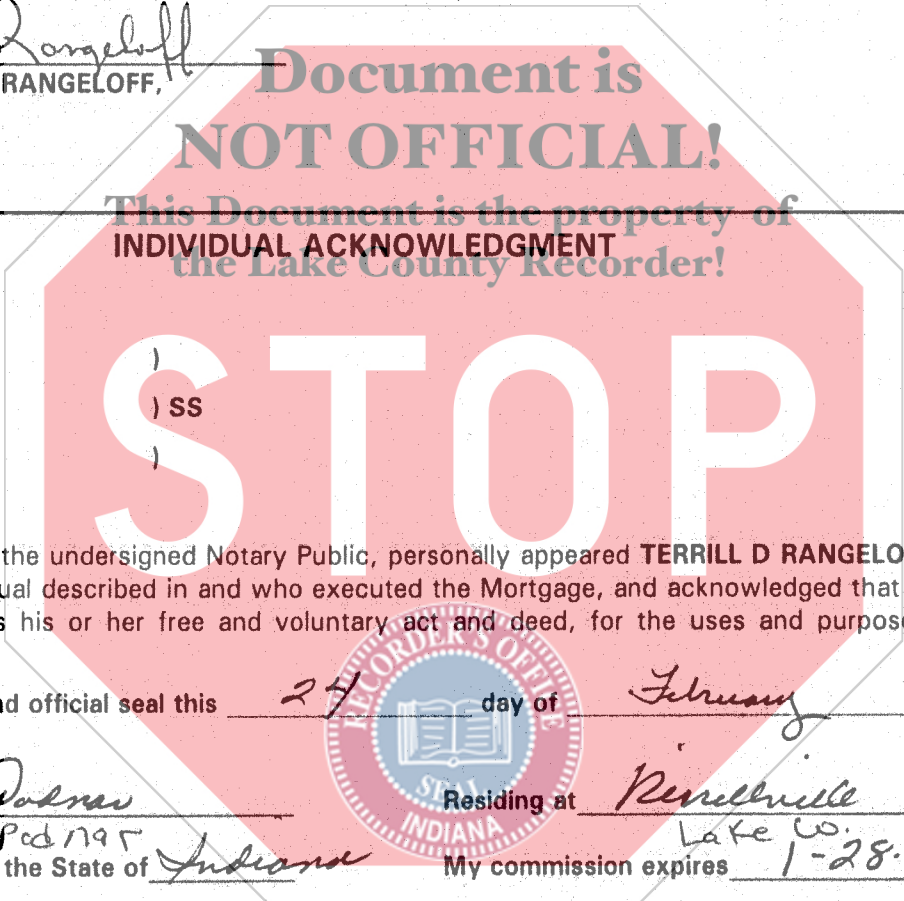 Rangeloff
RANGELOFF,
Document is
NOT OFFICIAL!
This Document is the property of
the Lake County Recorder!
INDIVIDUAL ACKNOWLEDGMENT
STOP
)
) SS
)
the undersigned Notary Public, personally appeared TERRILL D RANGELO
ual described in and who executed the Mortgage, and acknowledged that
s his or her free and voluntary act and deed, for the uses and purpose
nd official seal this 24 day of February
RECORDER'S OFFICE
SEAL
INDIANA
Residing at
Lake Co.
the State of Indiana My commission expires 1-28.